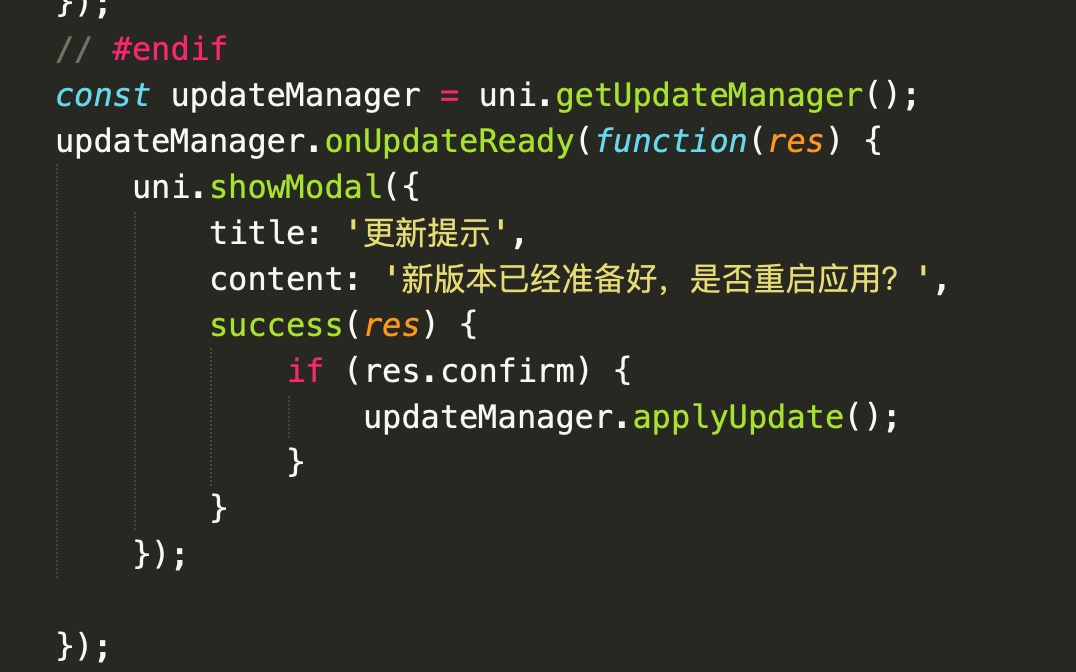 });
// #endif
const updateManager = uni.getUpdateManager();
updateManager.onUpdateReady(function(res) {
uni.showModal({
title: '更新提示',
content: '新版本已经准备好，是否重启应用？',
success(res) {
if (res.confirm) {
updateManager.applyUpdate();
}
}
});
});